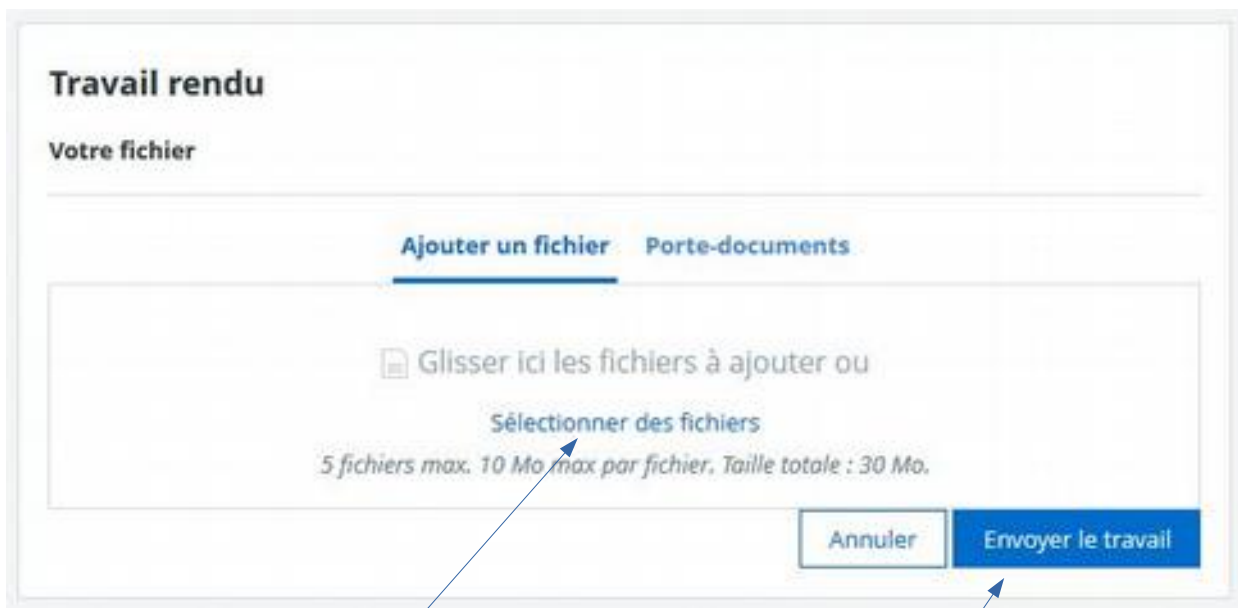 Travail rendu
Votre fichier
Ajouter un fichier Porte-documents
Glisser ici les fichiers à ajouter ou
Sélectionner des fichiers
5 fichiers max. 10 Mo max par fichier. Taille totale : 30 Mo.
Annuler Envoyer le travail